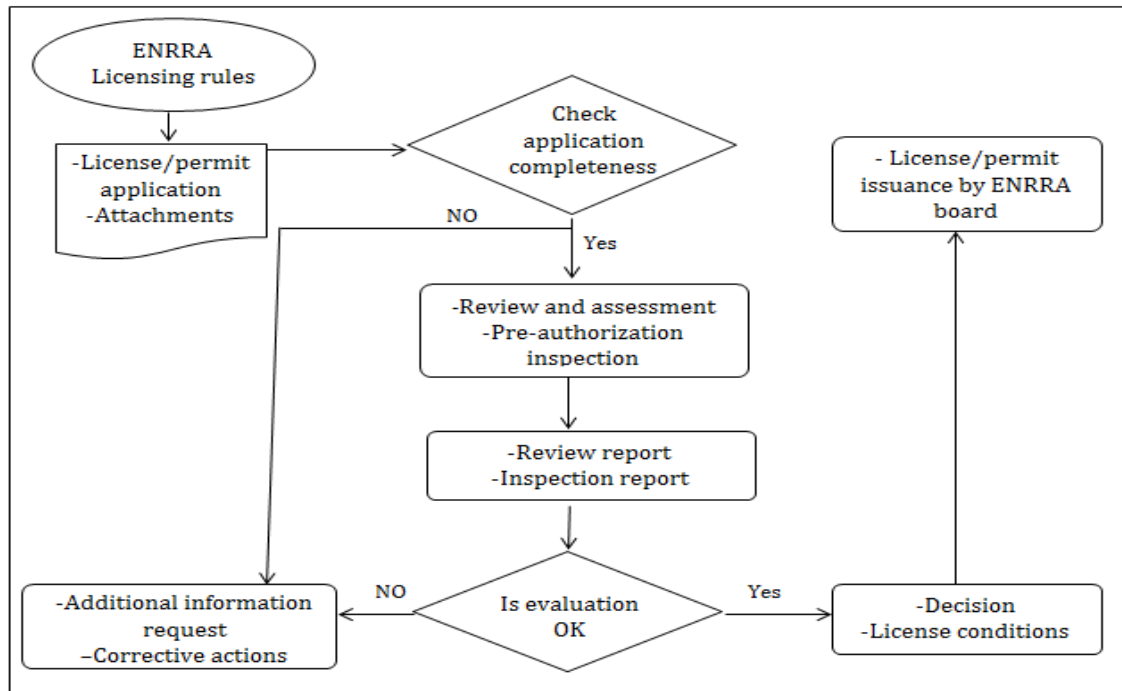 ENRRA
Licensing rules
-License/permit
application
-Attachments
Check
application
completeness
- License/permit
issuance by ENRRA
board
NO
Yes
-Review and assessment
-Pre-authorization
inspection
-Review report
-Inspection report
-Additional information
request
–Corrective actions
NO
Is evaluation
OK
Yes
-Decision
-License conditions